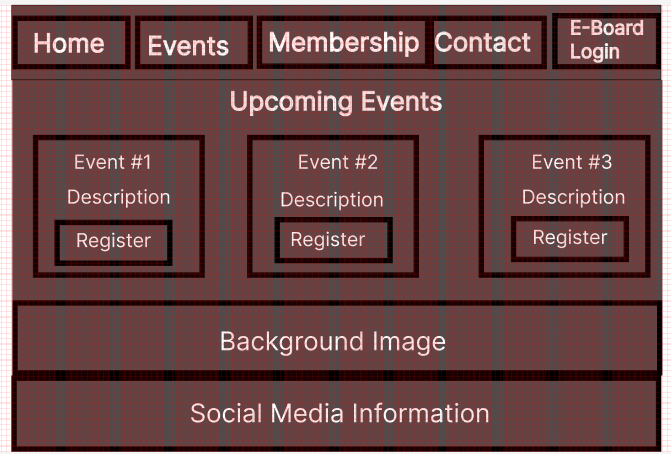 Home
Events
Membership
Contact
E-Board
Login
Upcoming Events
Event #1
Description
Register
Event #2
Description
Register
Event #3
Description
Register
Background Image
Social Media Information